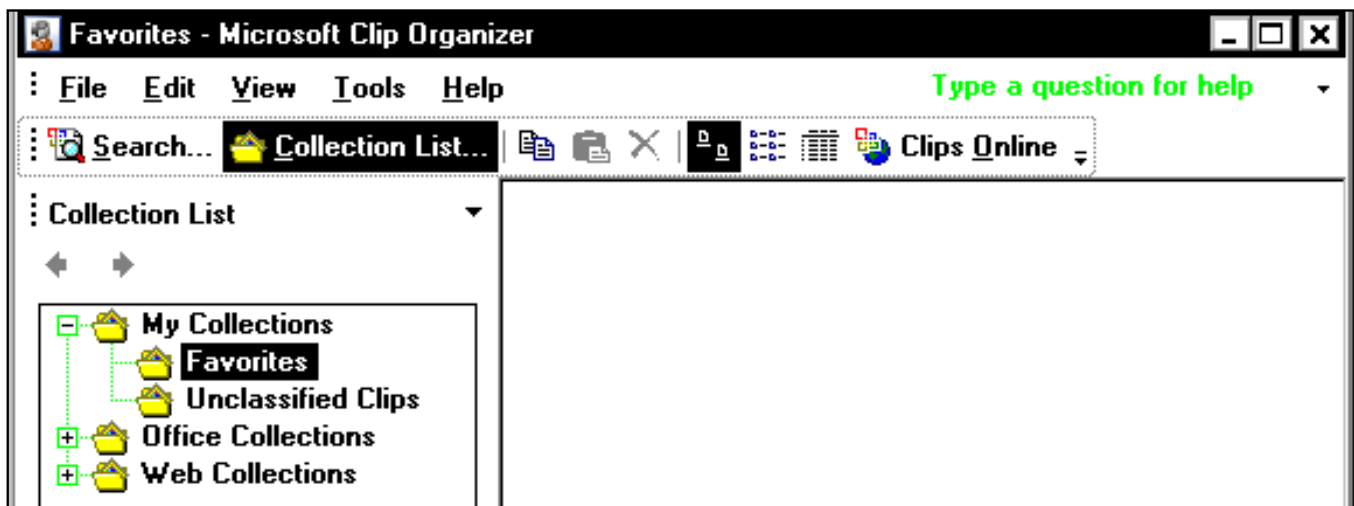 Favorites - Microsoft Clip Organizer
File Edit View Tools Help Type a question for help
Search... Collection List... Clips Online
Collection List
My Collections
Favorites
Unclassified Clips
Office Collections
Web Collections